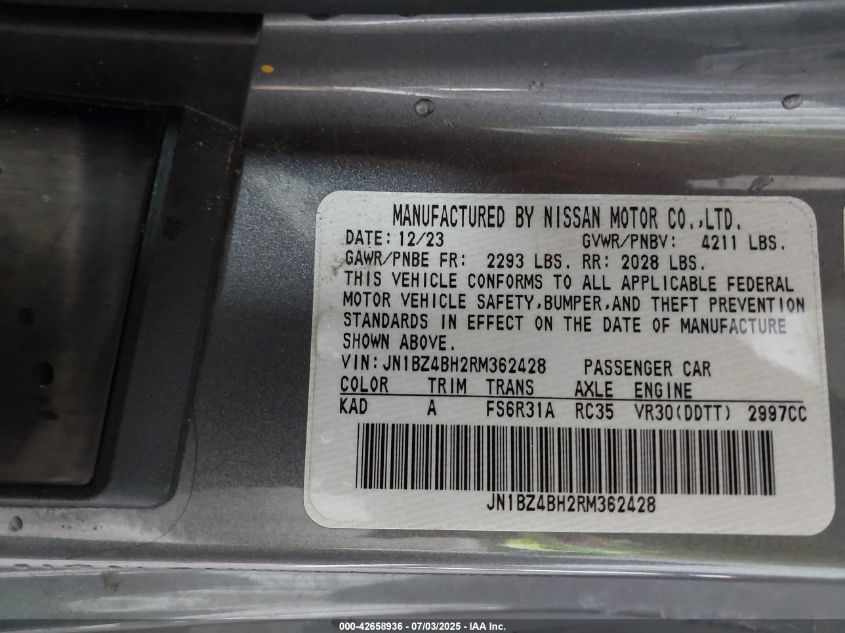 MANUFACTURED BY NISSAN MOTOR CO.,LTD.
DATE: 12/23 GVWR/PNBV: 4211 LBS.
GAWR/PNBE FR: 2293 LBS. RR: 2028 LBS.
THIS VEHICLE CONFORMS TO ALL APPLICABLE FEDERAL
MOTOR VEHICLE SAFETY,BUMPER,AND THEFT PREVENTION
STANDARDS IN EFFECT ON THE DATE OF MANUFACTURE
SHOWN ABOVE.
VIN: JN1BZ4BH2RM362428 PASSENGER CAR
COLOR TRIM TRANS AXLE ENGINE
KAD A FS6R31A RC35 VR30(DDTT) 2997CC
JN1BZ4BH2RM362428
000-42658936 - 07/03/2025 - IAA Inc.